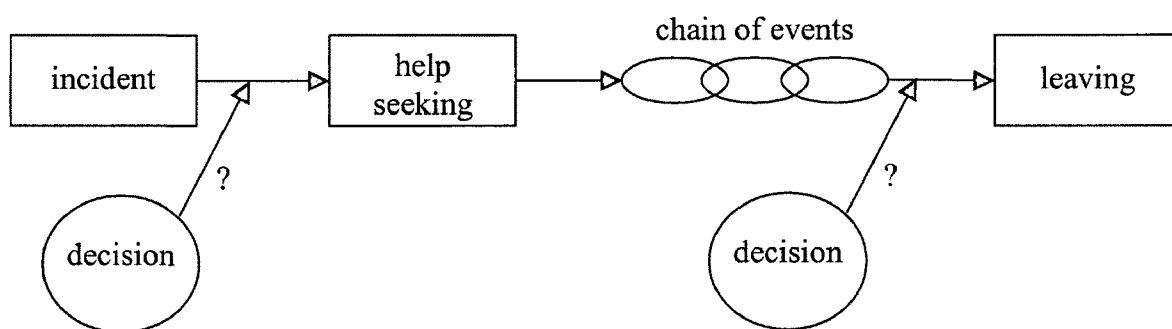 chain of events
incident
help
seeking
leaving
?
?
decision
decision